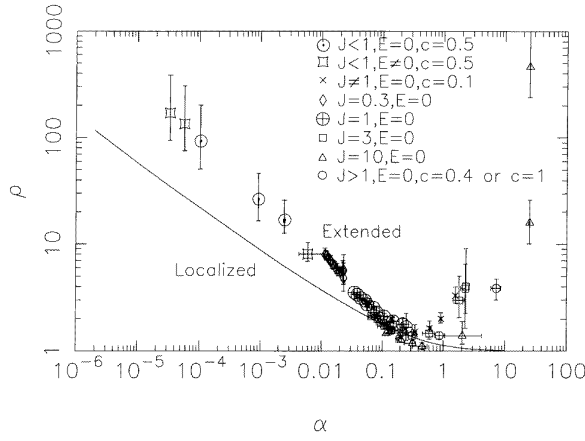 1000
100
10
1
ρ
⊙ J<1,E=0,c=0.5
J<1,E≠0,c=0.5
× J≠1,E=0,c=0.1
◇ J=0.3,E=0
⊕ J=1,E=0
□ J=3,E=0
△ J=10,E=0
○ J>1,E=0,c=0.4 or c=1
Extended
Localized
10⁻⁶ 10⁻⁵ 10⁻⁴ 10⁻³ 0.01 0.1 1 10 100
α